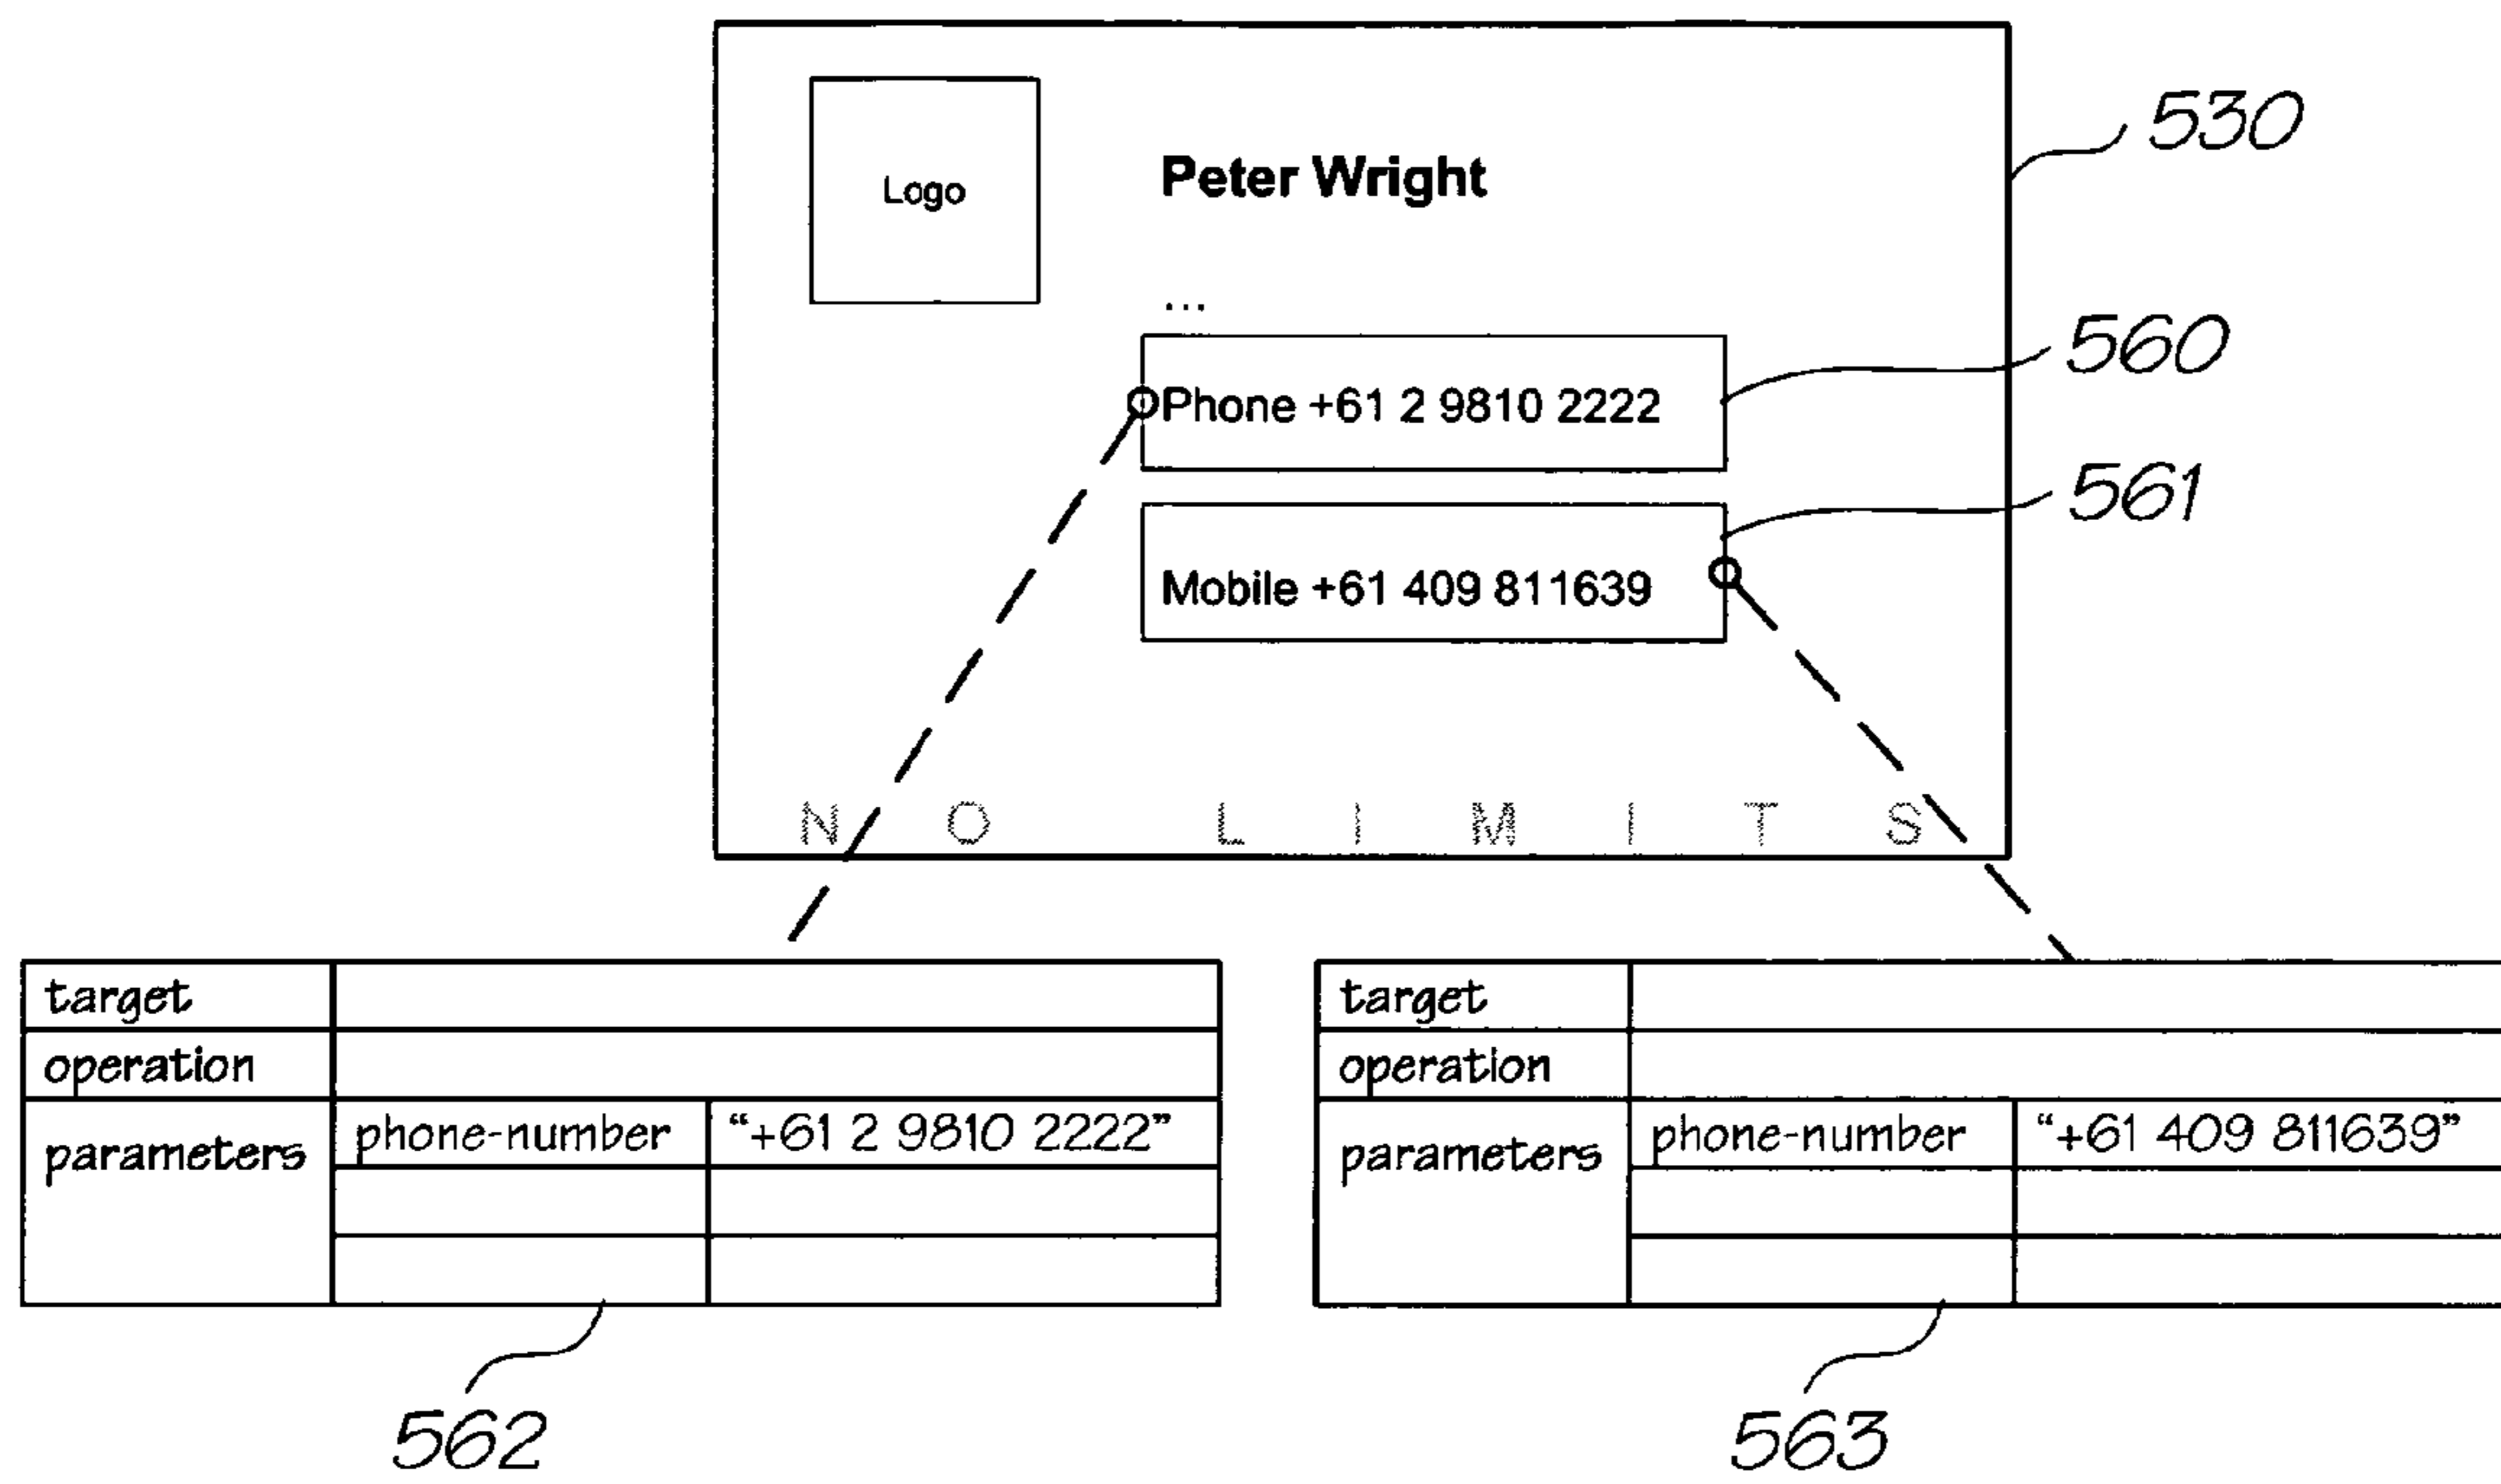 530
Logo
Peter Wright
...
560
Phone +61 2 9810 2222
561
Mobile +61 409 811639
N O L I M I T S
target
operation
parameters phone-number “+61 2 9810 2222”
562
target
operation
parameters phone-number “+61 409 811639”
563